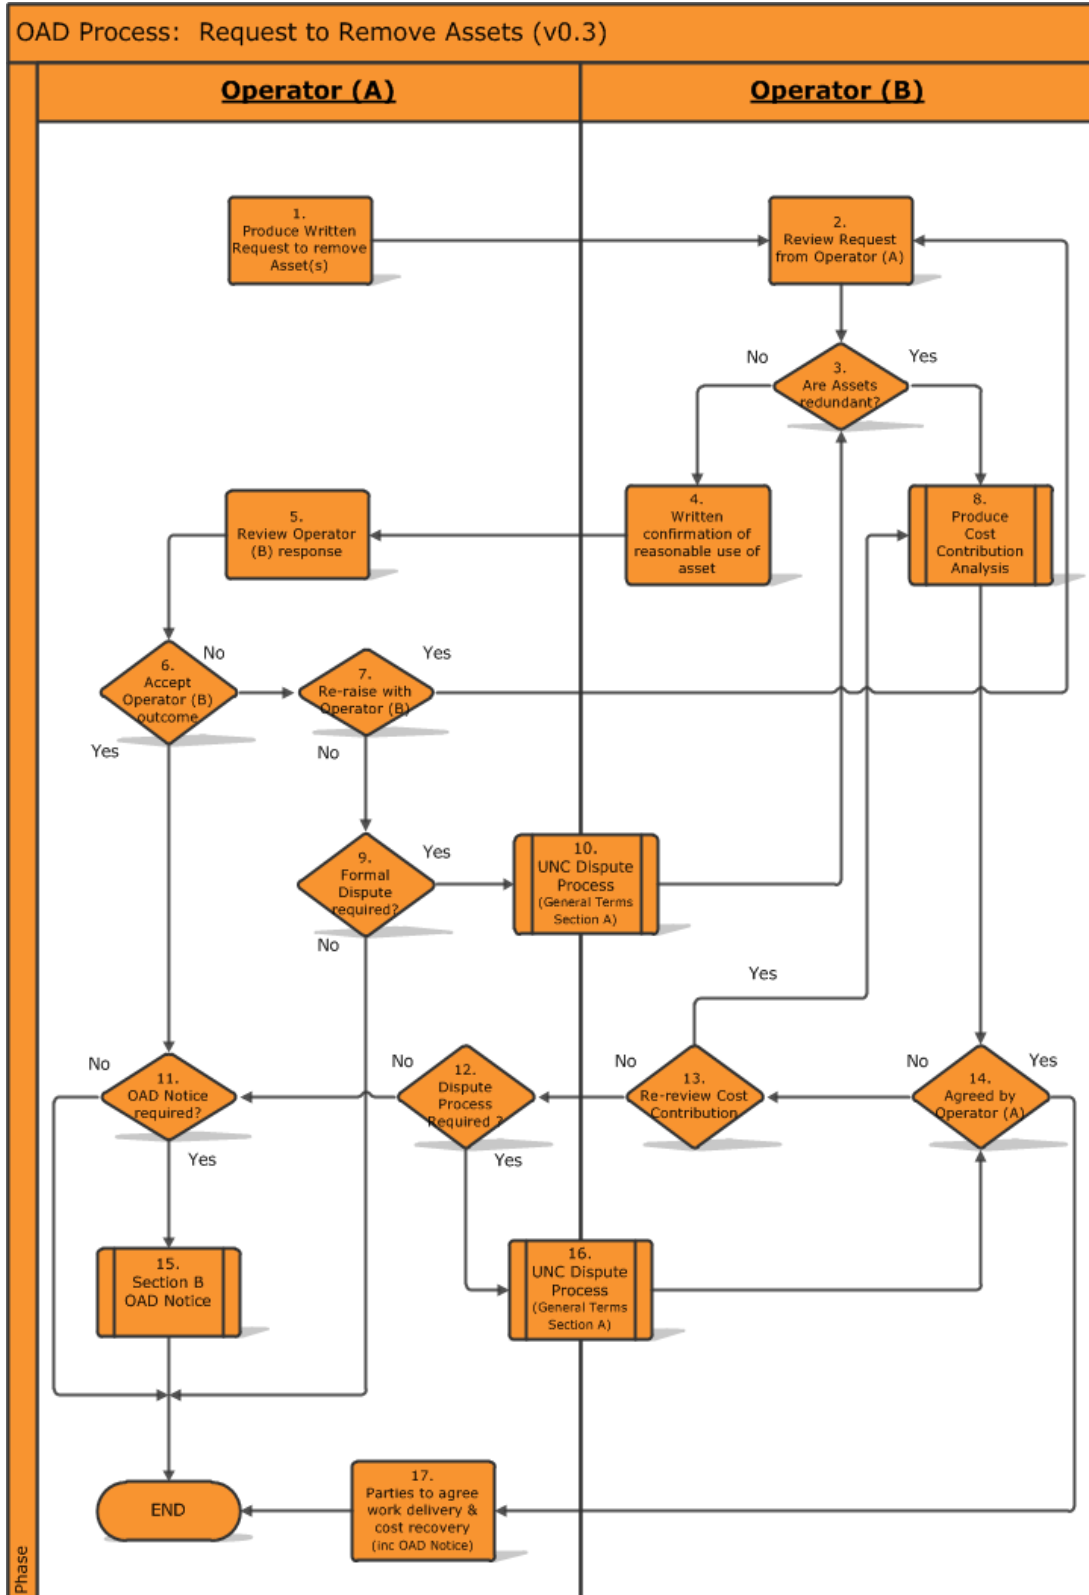 OAD Process:  Request to Remove Assets (v0.3)
Operator (A)
Operator (B)
1.
Produce Written
Request to remove
Asset(s)
2.
Review Request
from Operator (A)
No
Yes
3.
Are Assets
redundant?
4.
Written
confirmation of
reasonable use of
asset
5.
Review Operator
(B) response
8.
Produce
Cost
Contribution
Analysis
6.
Accept
Operator (B)
outcome
No
Yes
7.
Re-raise with
Operator (B)
Yes
No
9.
Formal
Dispute
required?
Yes
No
10.
UNC Dispute
Process
(General Terms
Section A)
Yes
11.
OAD Notice
required?
No
Yes
12.
Dispute
Process
Required ?
No
Yes
13.
Re-review Cost
Contribution
No
14.
Agreed by
Operator (A)
No
Yes
15.
Section B
OAD Notice
16.
UNC Dispute
Process
(General Terms
Section A)
17.
Parties to agree
work delivery &
cost recovery
(inc OAD Notice)
END
Phase